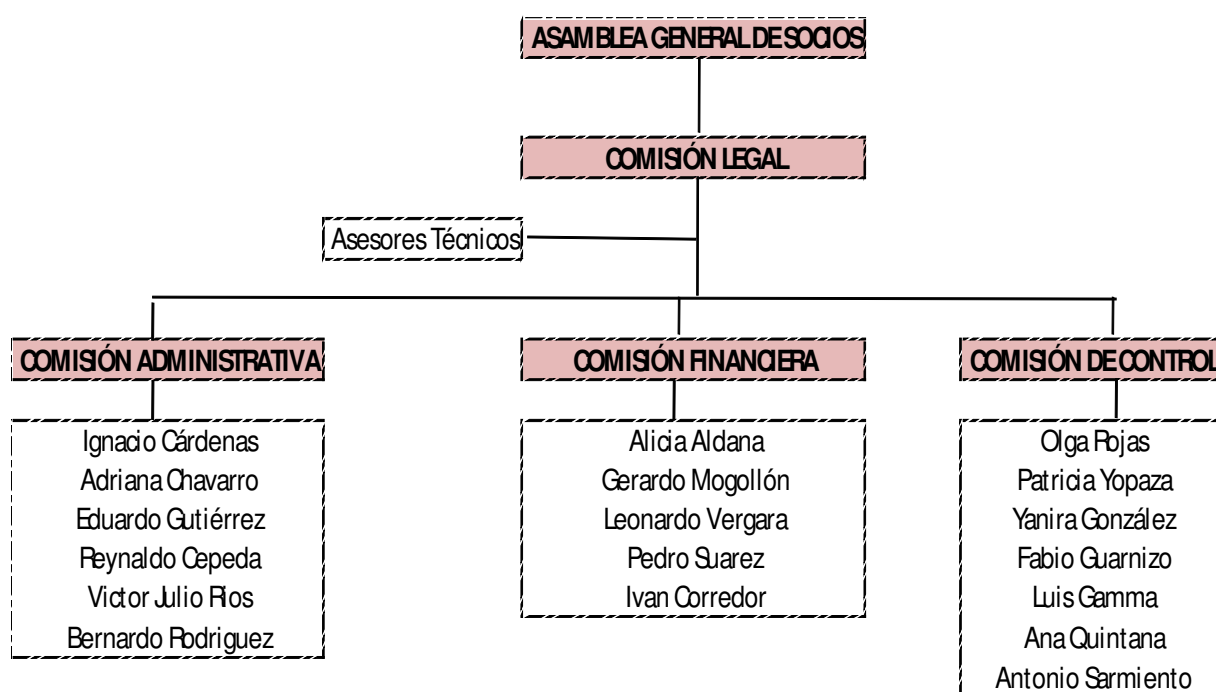 ASAMBLEA GENERAL DE SOCIOS
COMISIÓN LEGAL
Asesores Técnicos
COMISIÓN ADMINISTRATIVA
Ignacio Cárdenas
Adriana Chavarro
Eduardo Gutiérrez
Reynaldo Cepeda
Victor Julio Rios
Bernardo Rodriguez
COMISIÓN FINANCIERA
Alicia Aldana
Gerardo Mogollón
Leonardo Vergara
Pedro Suarez
Ivan Corredor
COMISIÓN DE CONTROL
Olga Rojas
Patricia Yopaza
Yanira González
Fabio Guarnizo
Luis Gamma
Ana Quintana
Antonio Sarmiento